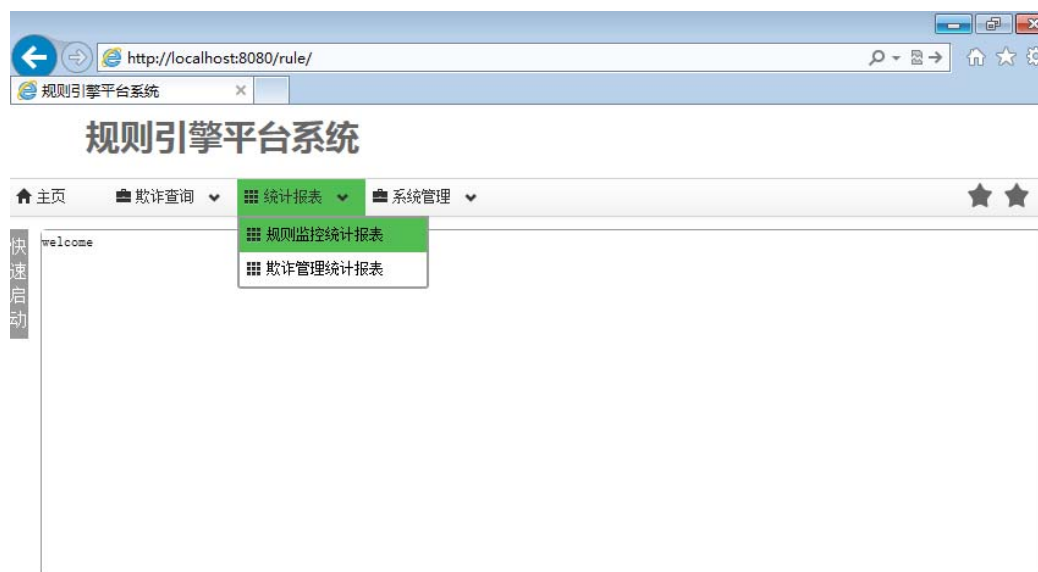 http://localhost:8080/rule/
规则引擎平台系统
规则引擎平台系统
主页 欺诈查询 统计报表 系统管理
规则监控统计报表
欺诈管理统计报表
快速启动
welcome